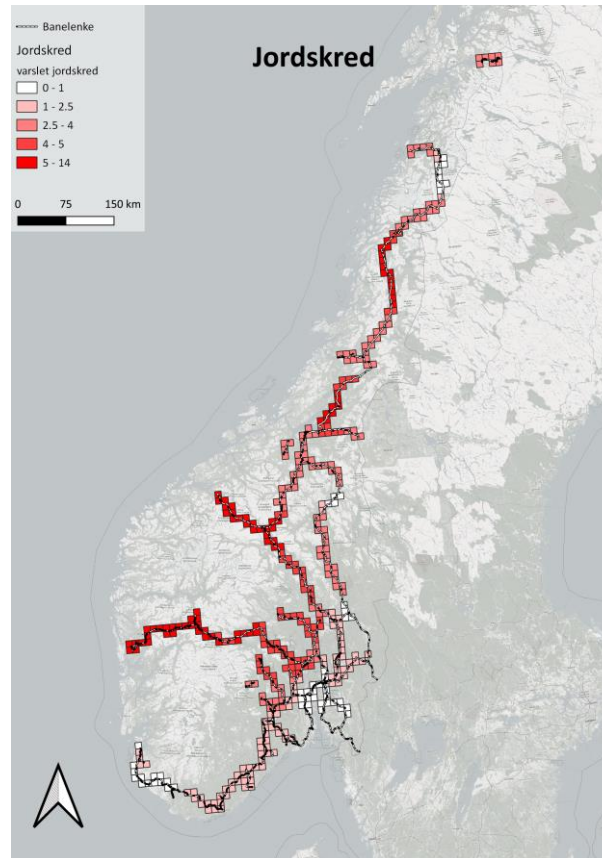 Banelenke
Jordskred
varslet jordskred
0 - 1
1 - 2.5
2.5 - 4
4 - 5
5 - 14
0 75 150 km
Jordskred